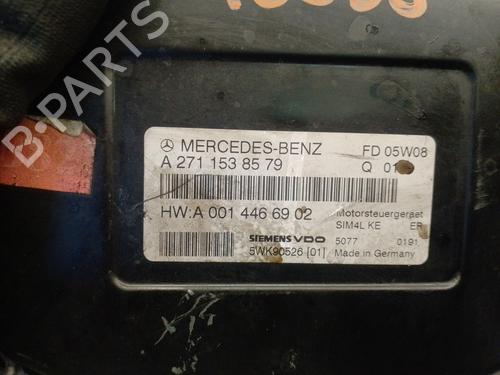 MERCEDES-BENZ FD 05W08
A 271 153 85 79 Q 01
HW:A 001 446 69 02 Motorsteuergeraet
SIM4L KE ER
SIEMENS VDO 5077 0191
5WK90526 [01] Made in Germany
B-PARTS